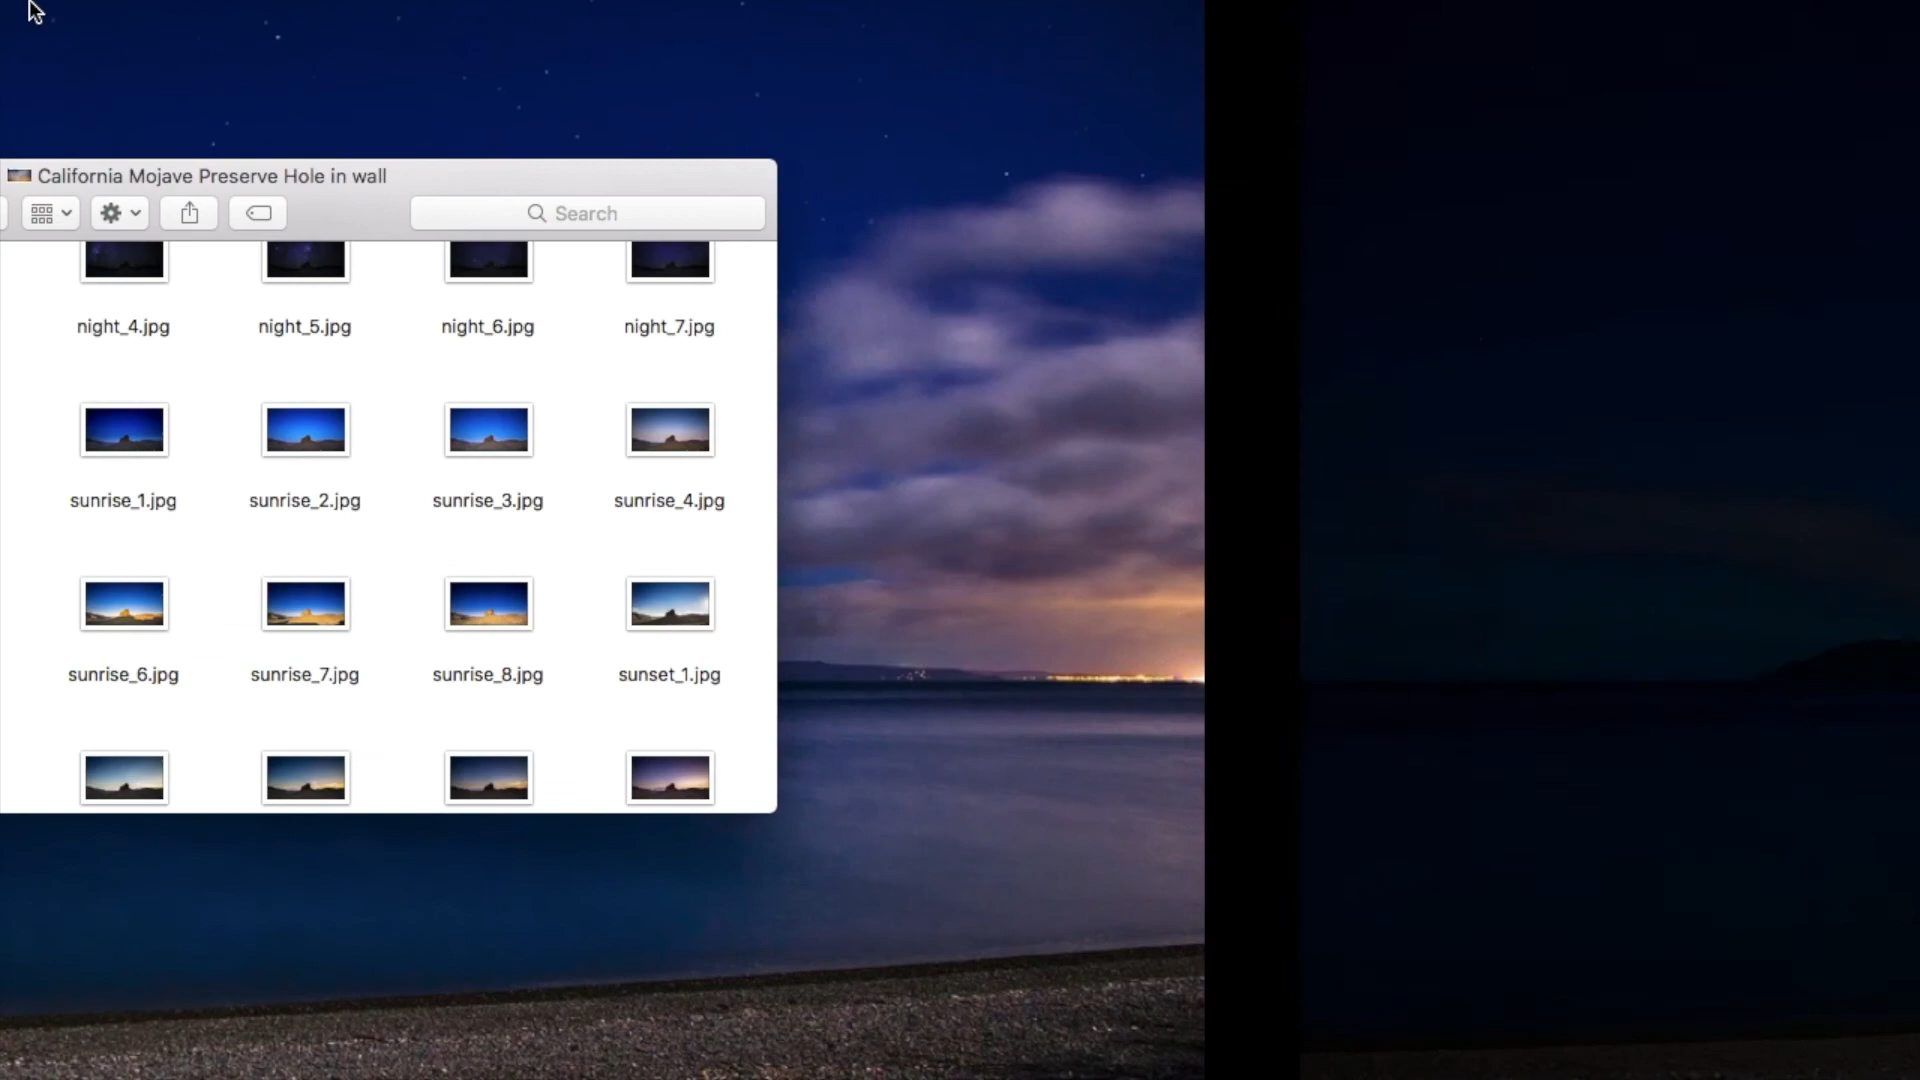 California Mojave Preserve Hole in wall
Search
night_4.jpg night_5.jpg night_6.jpg night_7.jpg
sunrise_1.jpg sunrise_2.jpg sunrise_3.jpg sunrise_4.jpg
sunrise_6.jpg sunrise_7.jpg sunrise_8.jpg sunset_1.jpg